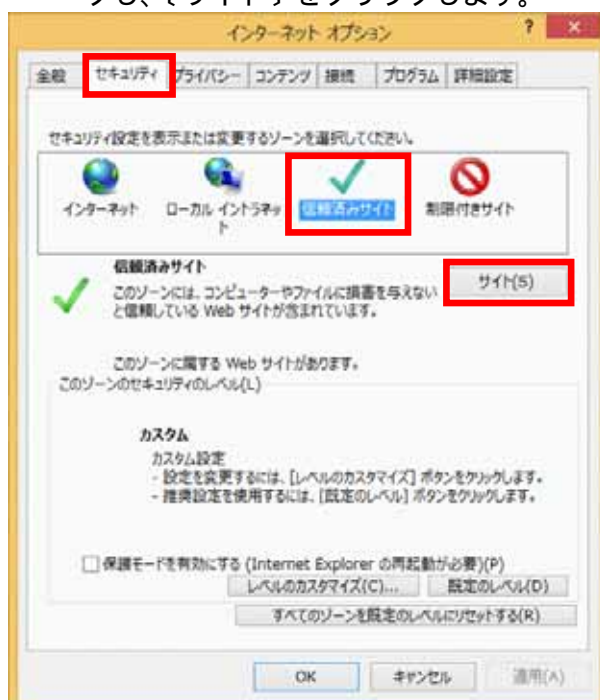 クし、「サイト」をクリックします。
インターネット オプション ? ×
全般 セキュリティ プライバシー コンテンツ 接続 プログラム 詳細設定
セキュリティ設定を表示または変更するゾーンを選択してください。
インターネット ローカル イントラネット 信頼済みサイト 制限付きサイト
信頼済みサイト
サイト(S)
このゾーンには、コンピューターやファイルに損害を与えない
と信頼している Web サイトが含まれています。
このゾーンに属する Web サイトがあります。
このゾーンのセキュリティのレベル(L)
カスタム
カスタム設定
- 設定を変更するには、[レベルのカスタマイズ] ボタンをクリックします。
- 推奨設定を使用するには、[既定のレベル] ボタンをクリックします。
保護モードを有効にする (Internet Explorer の再起動が必要)(P)
レベルのカスタマイズ(C)... 既定のレベル(D)
すべてのゾーンを既定のレベルにリセットする(R)
OK キャンセル 適用(A)